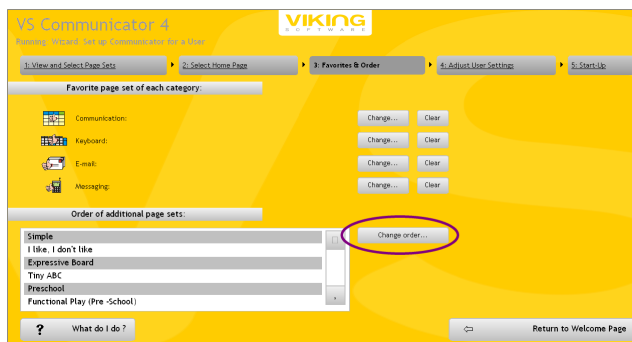 VS Communicator 4
VIKING
SOFTWARE
Running: Wizard: Set up Communicator for a User
1: View and Select Page Sets
2: Select Home Page
3: Favorites & Order
4: Adjust User Settings
5: Start-Up
Favorite page set of each category:
Communication: Change... Clear
Keyboard: Change... Clear
E-mail: Change... Clear
Messaging: Change... Clear
Order of additional page sets:
Simple
Change order...
I like, I don't like
Expressive Board
Tiny ABC
Preschool
Functional Play (Pre -School)
? What do I do ?
Return to Welcome Page